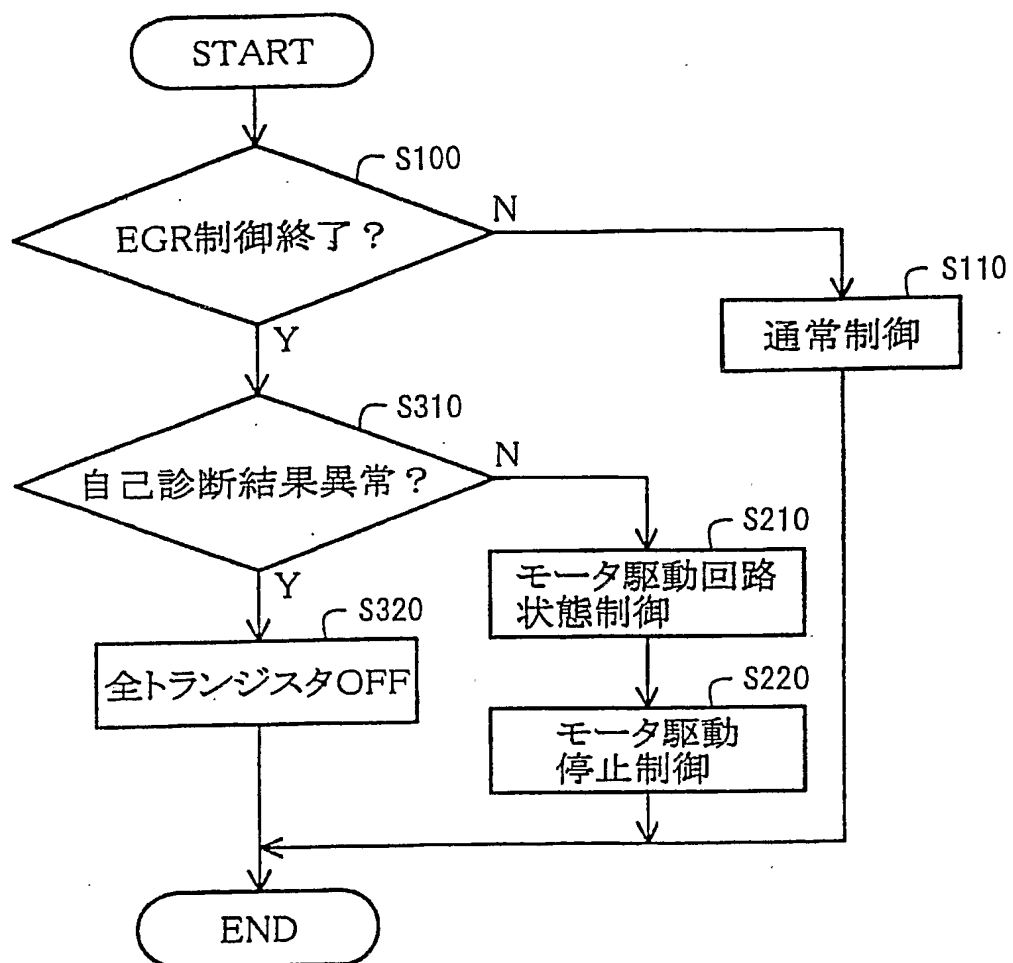 START
S100
EGR制御終了？
N
Y
S110
通常制御
S310
自己診断結果異常？
N
Y
S210
モータ駆動回路
状態制御
S320
全トランジスタOFF
S220
モータ駆動
停止制御
END